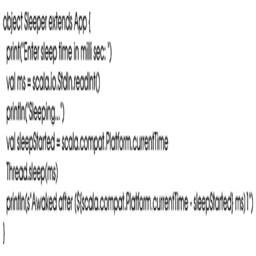 object Sleeper extends App {
print("Enter sleep time in milli sec: ")
val ms = scala.io.StdIn.readInt()
println("Sleeping...")
val sleepStarted = scala.compat.Platform.currentTime
Thread.sleep(ms)
println(s"Awaked after [${scala.compat.Platform.currentTime - sleepStarted} ms]")
}